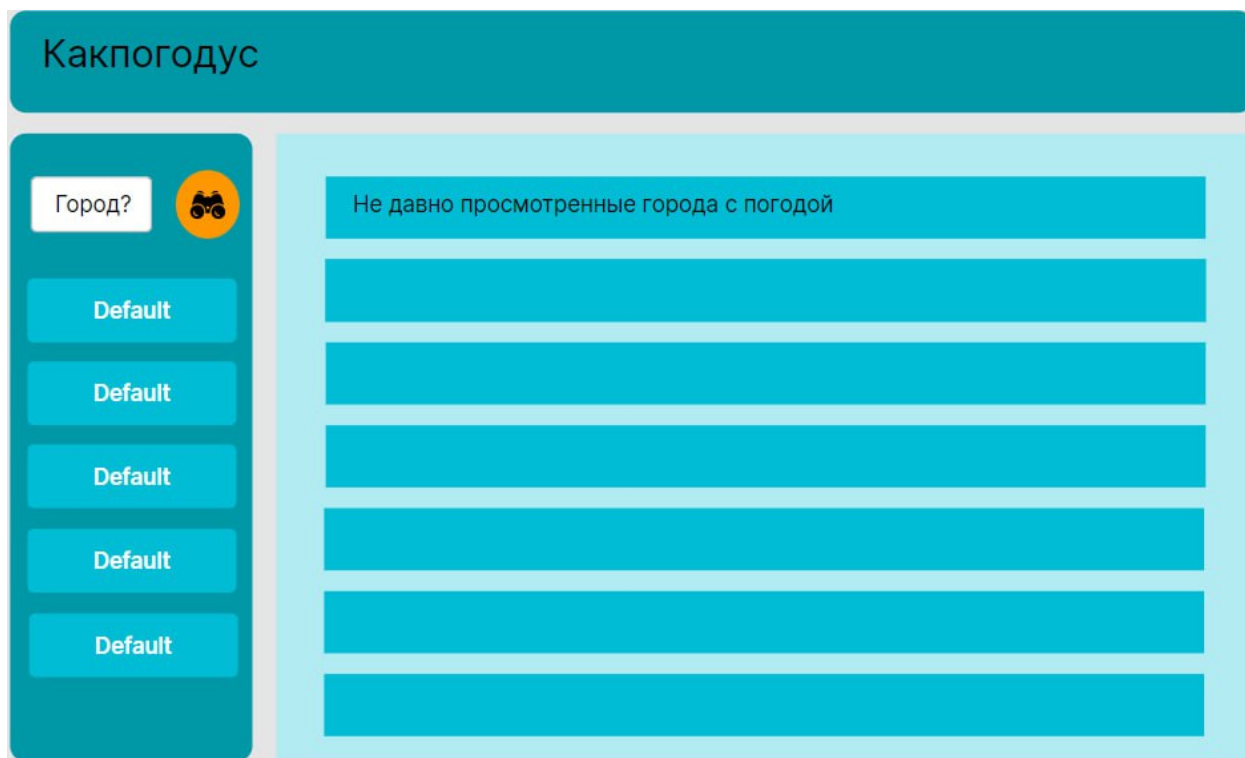 Какпогодус
Город?
Не давно просмотренные города с погодой
Default
Default
Default
Default
Default